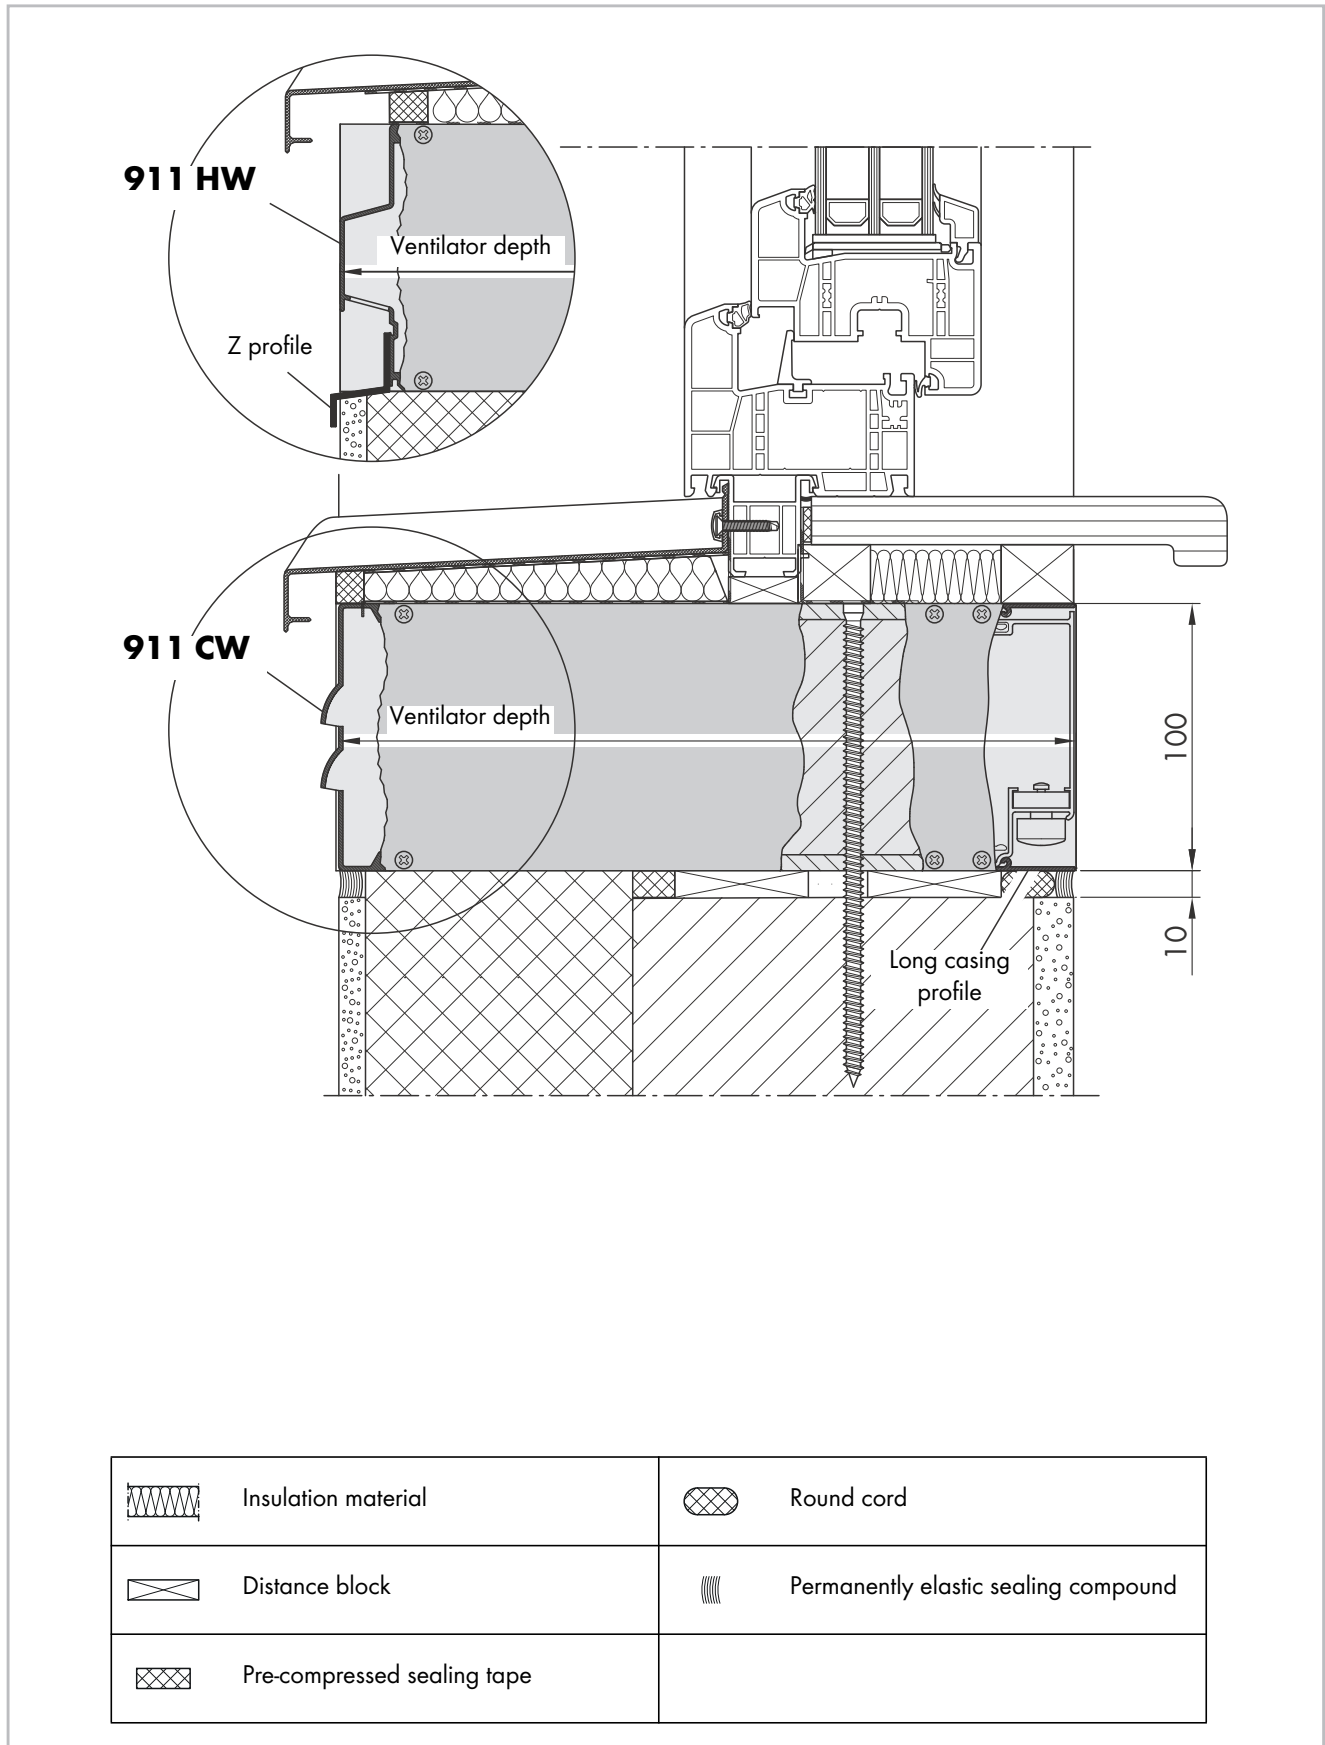 911 HW
Ventilator depth
Z profile
911 CW
Ventilator depth
100
10
Long casing
profile
Insulation material
Round cord
Distance block
Permanently elastic sealing compound
Pre-compressed sealing tape